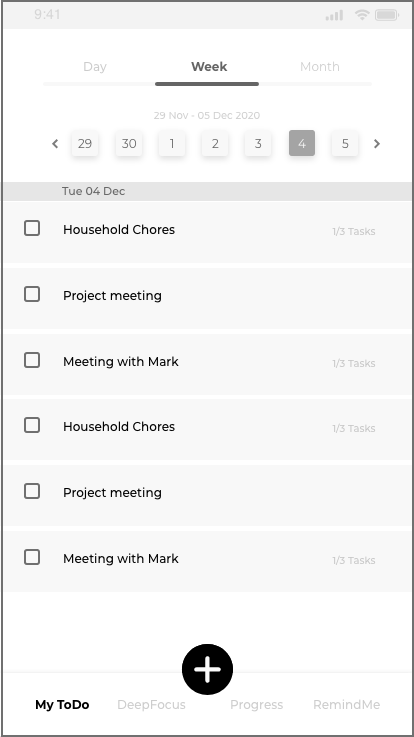 9:41
Day Week Month
29 Nov - 05 Dec 2020
29 30 1 2 3 4 5
Tue 04 Dec
Household Chores 1/3 Tasks
Project meeting
Meeting with Mark 1/3 Tasks
Household Chores 1/3 Tasks
Project meeting
Meeting with Mark 1/3 Tasks
My ToDo DeepFocus Progress RemindMe